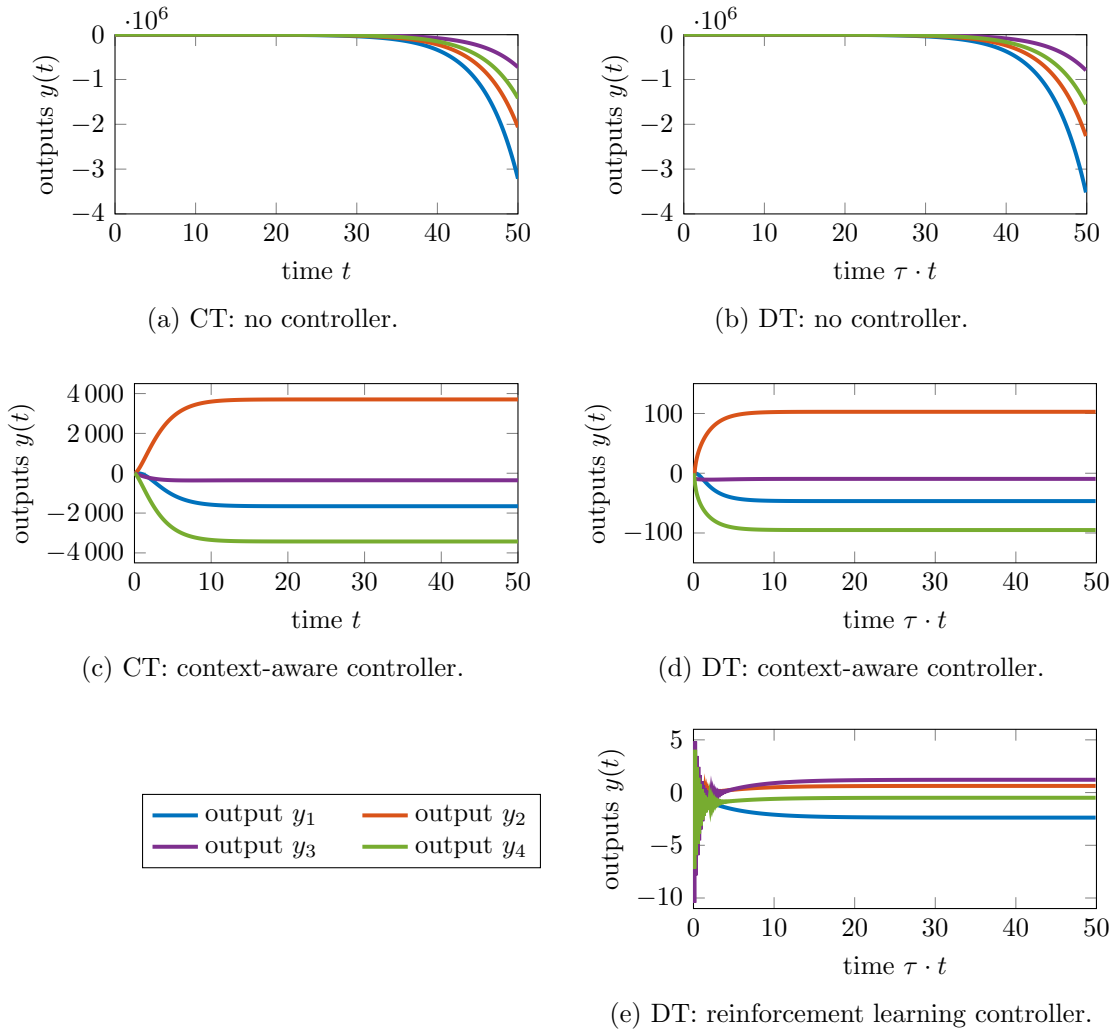 ·10⁶
0
−1
−2
−3
−4
outputs y(t)
0 10 20 30 40 50
time t
(a) CT: no controller.
·10⁶
0
−1
−2
−3
−4
outputs y(t)
0 10 20 30 40 50
time τ · t
(b) DT: no controller.
4 000
2 000
0
−2 000
−4 000
outputs y(t)
0 10 20 30 40 50
time t
(c) CT: context-aware controller.
100
0
−100
outputs y(t)
0 10 20 30 40 50
time τ · t
(d) DT: context-aware controller.
output y₁ output y₂
output y₃ output y₄
5
0
−5
−10
outputs y(t)
0 10 20 30 40 50
time τ · t
(e) DT: reinforcement learning controller.